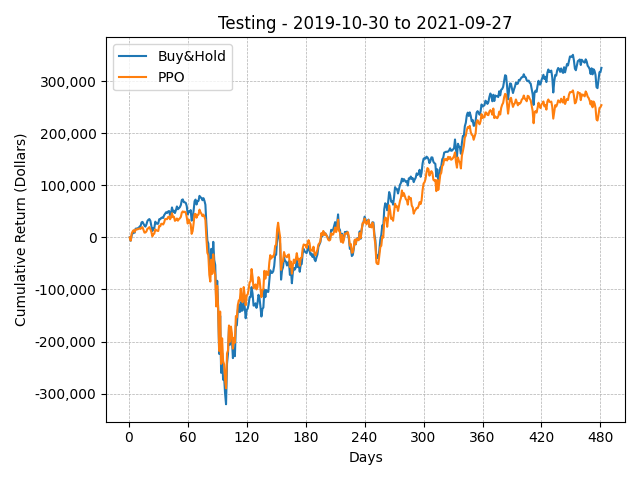 Testing - 2019-10-30 to 2021-09-27
Buy&Hold
PPO
Cumulative Return (Dollars)
300,000
200,000
100,000
0
-100,000
-200,000
-300,000
0 60 120 180 240 300 360 420 480
Days